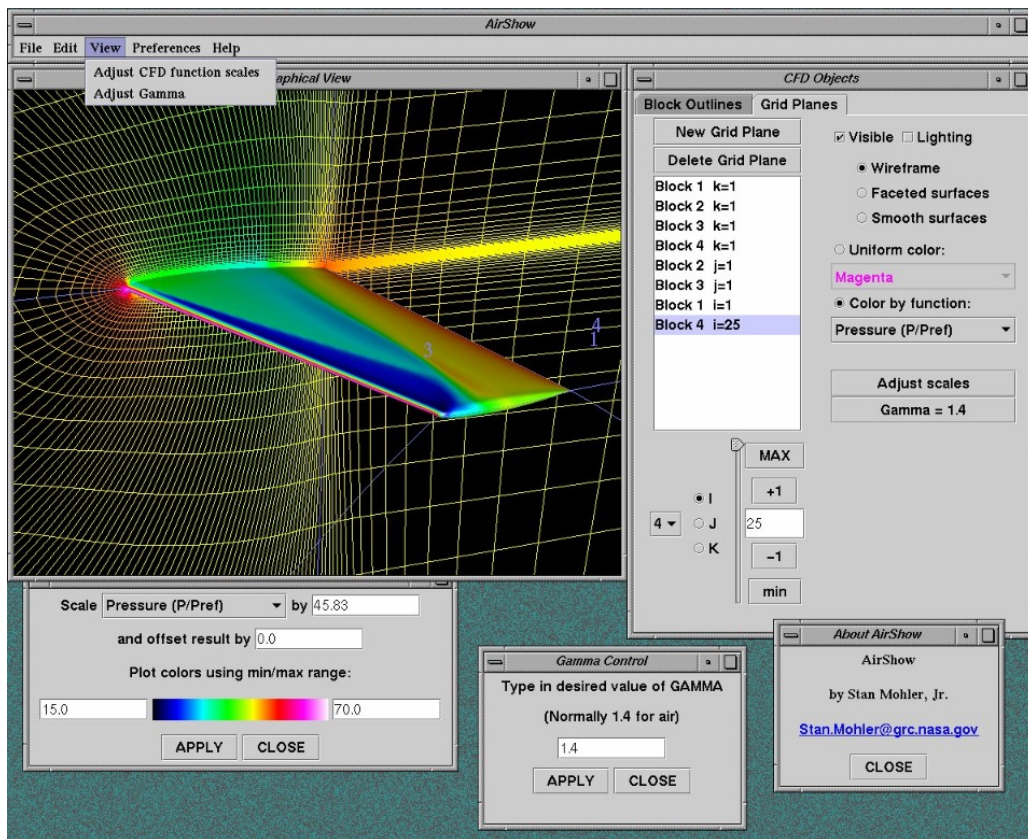 AirShow
File Edit View Preferences Help
Adjust CFD function scales
Adjust Gamma
aphical View
3
4
1
CFD Objects
Block Outlines Grid Planes
New Grid Plane
Delete Grid Plane
Block 1 k=1
Block 2 k=1
Block 3 k=1
Block 4 k=1
Block 2 j=1
Block 3 j=1
Block 1 i=1
Block 4 i=25
Visible Lighting
Wireframe
Faceted surfaces
Smooth surfaces
Uniform color:
Magenta
Color by function:
Pressure (P/Pref)
Adjust scales
Gamma = 1.4
MAX
+1
4 I J K 25
-1
min
Scale Pressure (P/Pref) by 45.83
and offset result by 0.0
Plot colors using min/max range:
15.0 70.0
APPLY CLOSE
Gamma Control
Type in desired value of GAMMA
(Normally 1.4 for air)
1.4
APPLY CLOSE
About AirShow
AirShow
by Stan Mohler, Jr.
Stan.Mohler@grc.nasa.gov
CLOSE